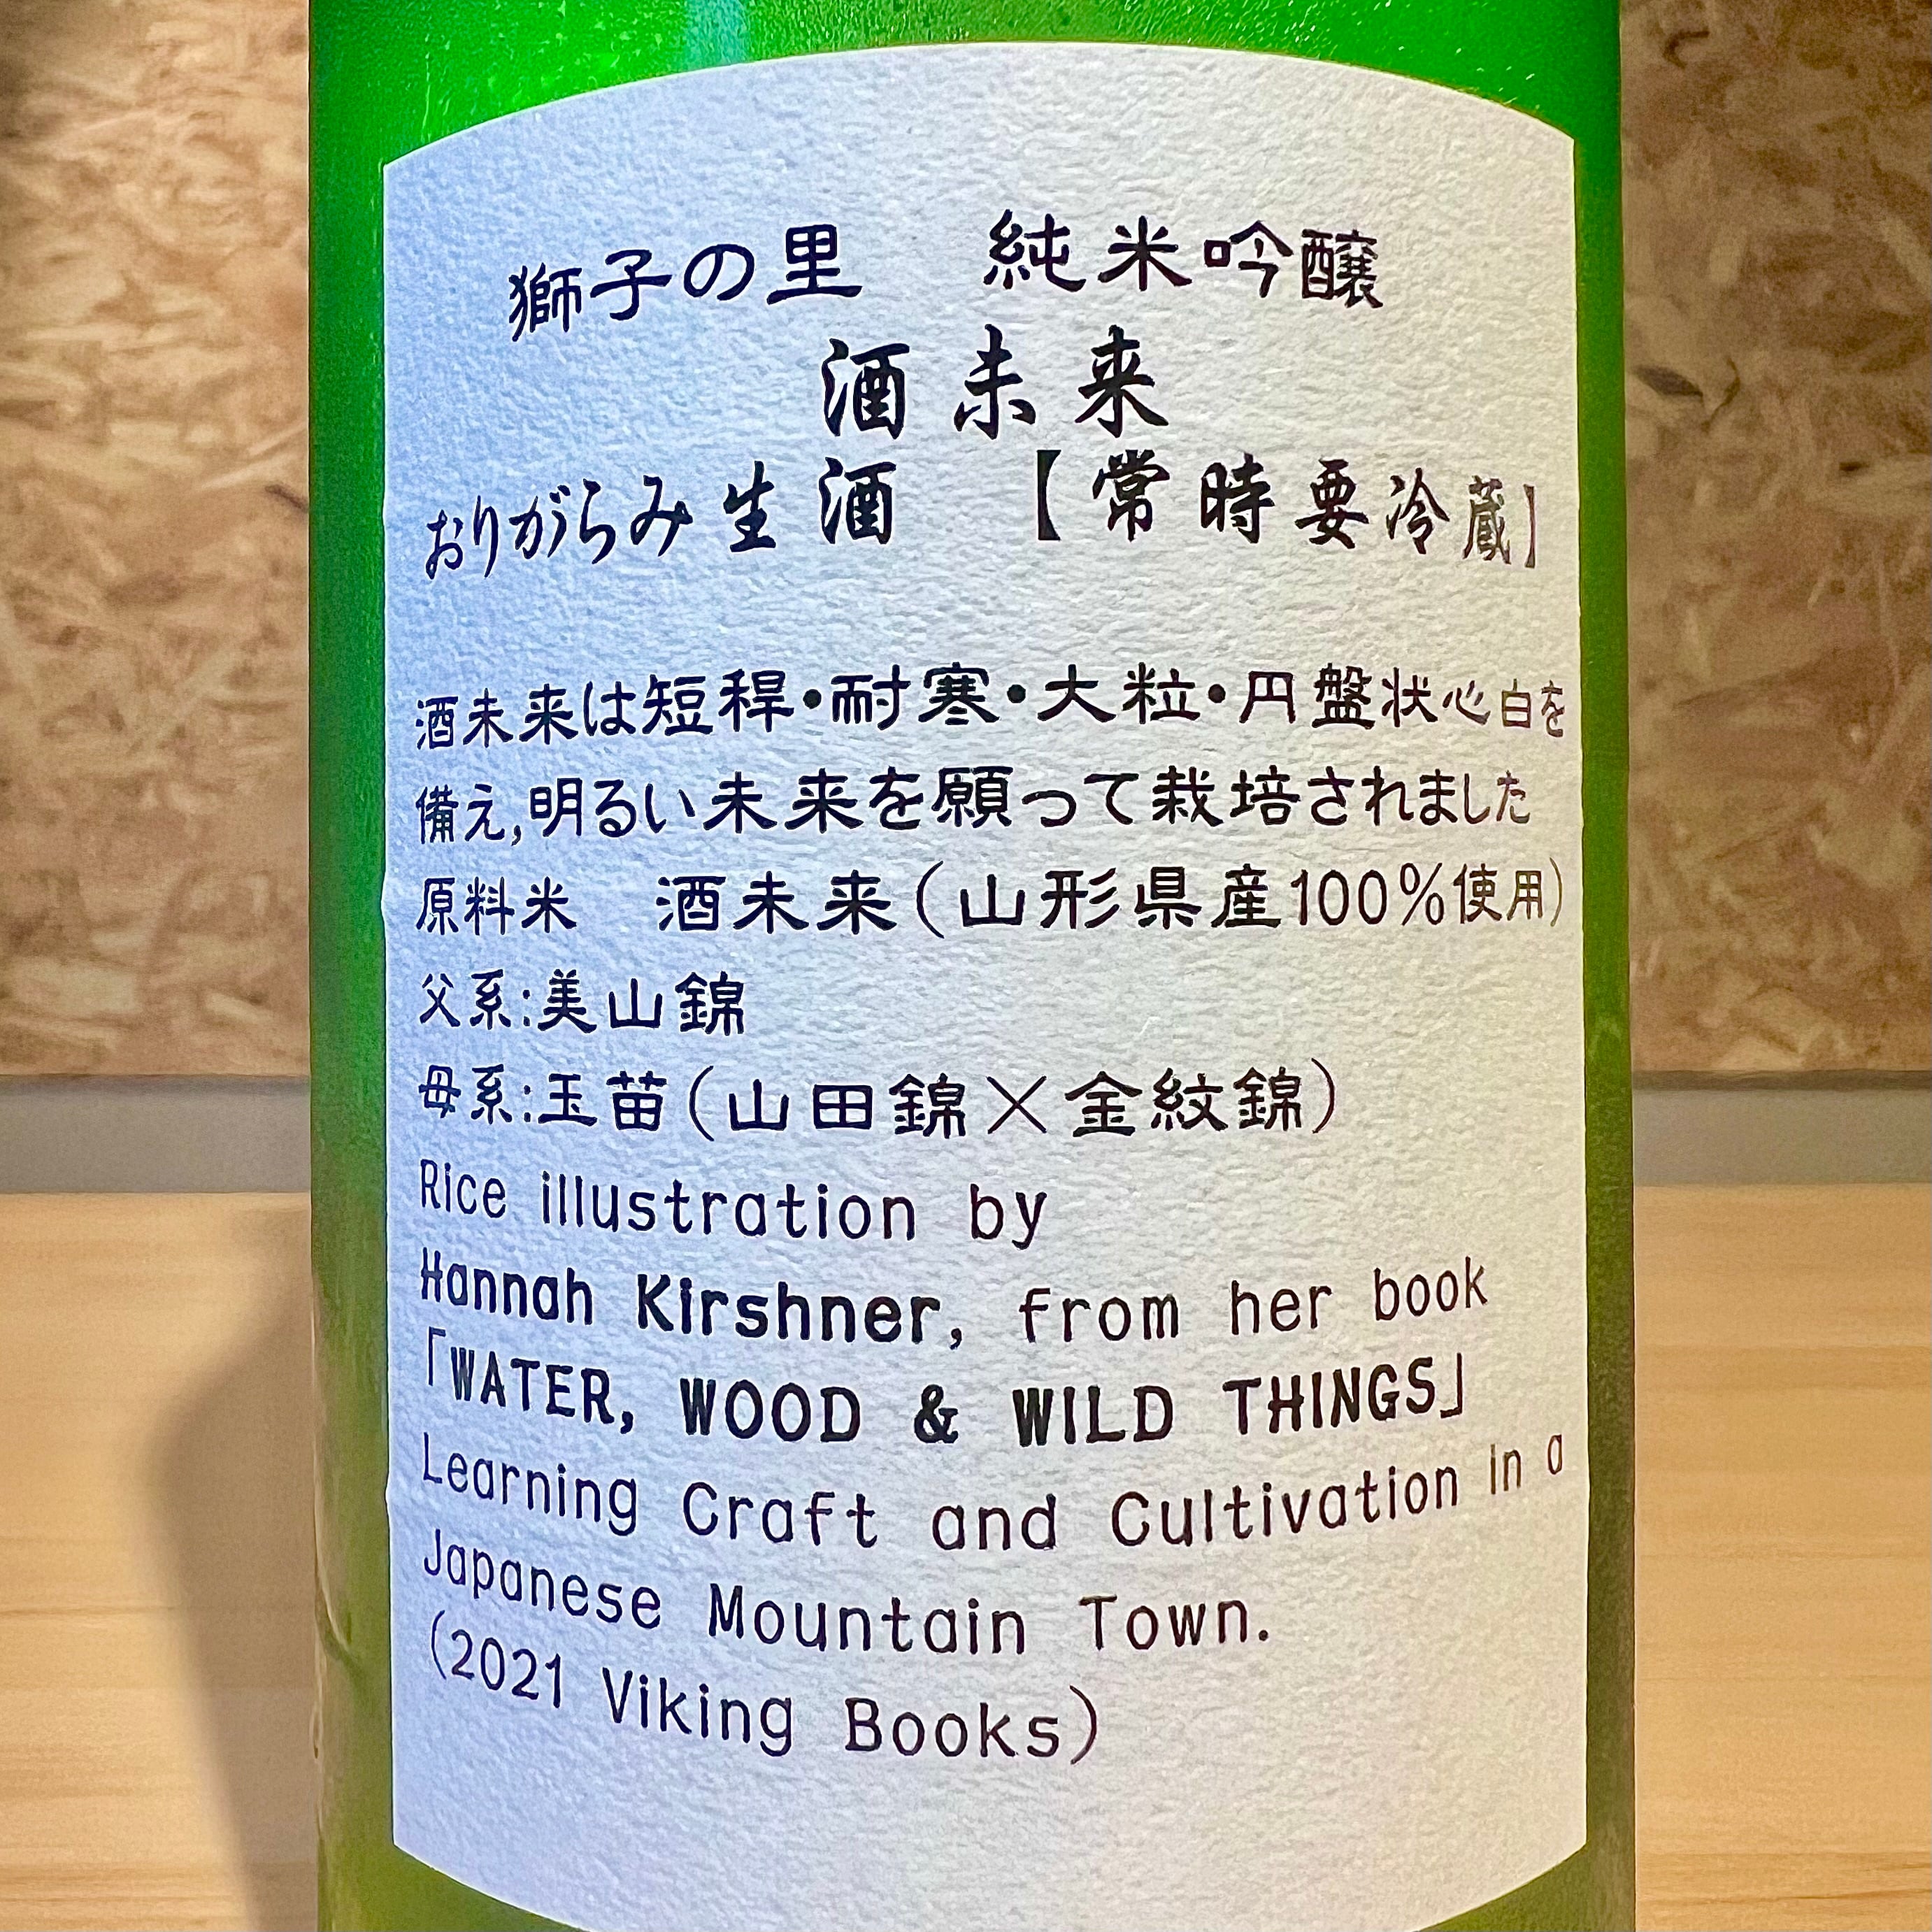 獅子の里　純米吟醸
酒未来
おりがらみ生酒　【常時要冷蔵】
酒未来は短稈・耐寒・大粒・円盤状心白を
備え,明るい未来を願って栽培されました
原料米　酒未来(山形県産100%使用)
父系:美山錦
母系:玉苗(山田錦×金紋錦)
Rice illustration by
Hannah Kirshner, from her book
「WATER, WOOD & WILD THINGS」
Learning Craft and Cultivation in a
Japanese Mountain Town.
(2021 Viking Books)